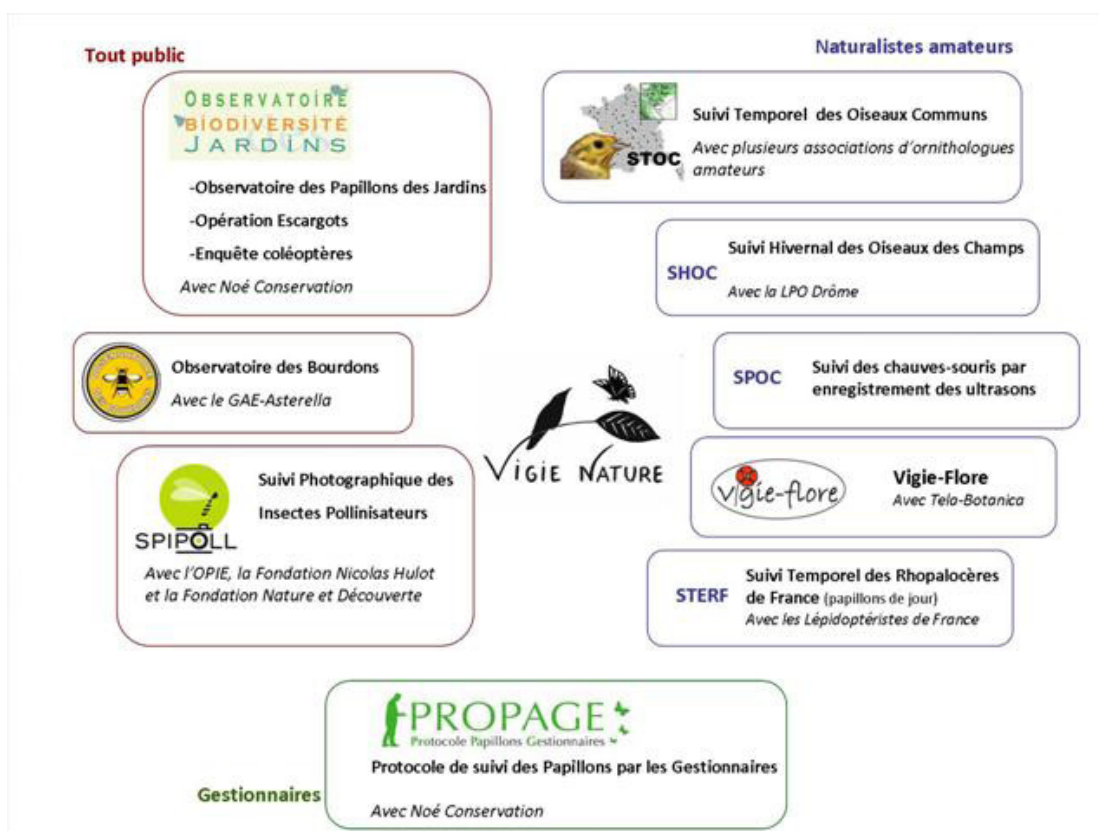 Tout public
OBSERVATOIRE
BIODIVERSITÉ
JARDINS
-Observatoire des Papillons des Jardins
-Opération Escargots
-Enquête coléoptères
Avec Noé Conservation
Observatoire des Bourdons
Avec le GAE-Asterella
SPIPOLL
Suivi Photographique des
Insectes Pollinisateurs
Avec l'OPIE, la Fondation Nicolas Hulot
et la Fondation Nature et Découverte
VIGIE NATURE
Naturalistes amateurs
STOC
Suivi Temporel des Oiseaux Communs
Avec plusieurs associations d'ornithologues
amateurs
SHOC
Suivi Hivernal des Oiseaux des Champs
Avec la LPO Drôme
SPOC
Suivi des chauves-souris par
enregistrement des ultrasons
vigie-flore
Vigie-Flore
Avec Tela-Botanica
STERF
Suivi Temporel des Rhopalocères
de France (papillons de jour)
Avec les Lépidoptéristes de France
Gestionnaires
PROPAGE
Protocole Papillons Gestionnaires
Protocole de suivi des Papillons par les Gestionnaires
Avec Noé Conservation